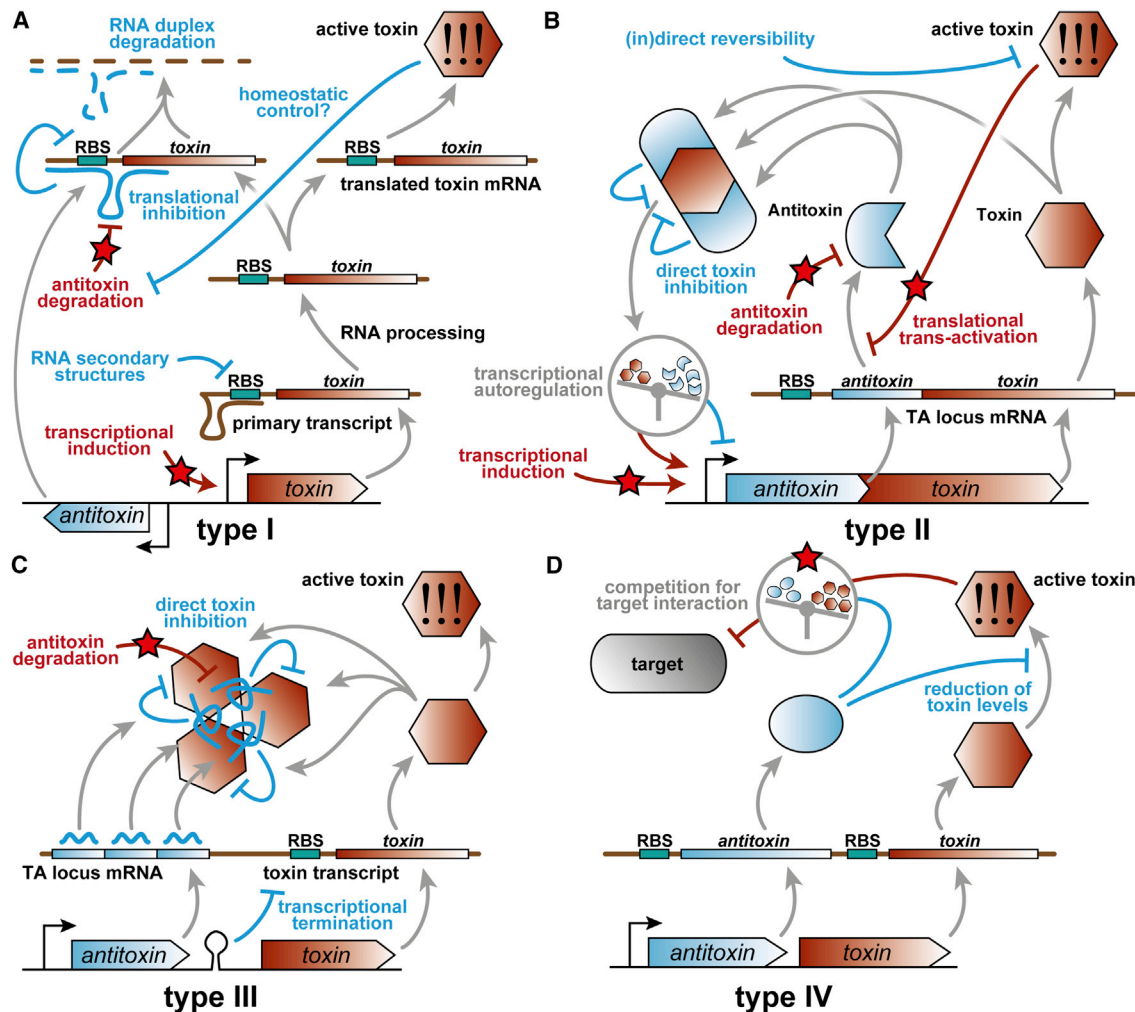 A
RNA duplex
degradation
active toxin
!!!
homeostatic
control?
RBS
toxin
RBS
toxin
translated toxin mRNA
translational
inhibition
antitoxin
degradation
RBS
toxin
RNA processing
RNA secondary
structures
RBS
toxin
primary transcript
transcriptional
induction
toxin
antitoxin
type I
B
(in)direct reversibility
active toxin
!!!
Antitoxin
Toxin
direct toxin
inhibition
antitoxin
degradation
translational
trans-activation
transcriptional
autoregulation
RBS
antitoxin
toxin
TA locus mRNA
transcriptional
induction
antitoxin
toxin
type II
C
active toxin
!!!
direct toxin
inhibition
antitoxin
degradation
RBS
toxin
TA locus mRNA
toxin transcript
transcriptional
termination
antitoxin
toxin
type III
D
competition for
target interaction
active toxin
!!!
target
reduction of
toxin levels
RBS
antitoxin
RBS
toxin
antitoxin
toxin
type IV